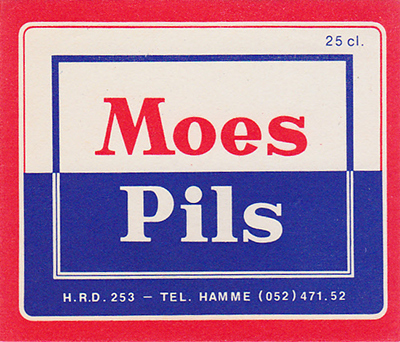 25 cl.
Moes
Pils
H.R.D. 253 — TEL. HAMME (052) 471.52